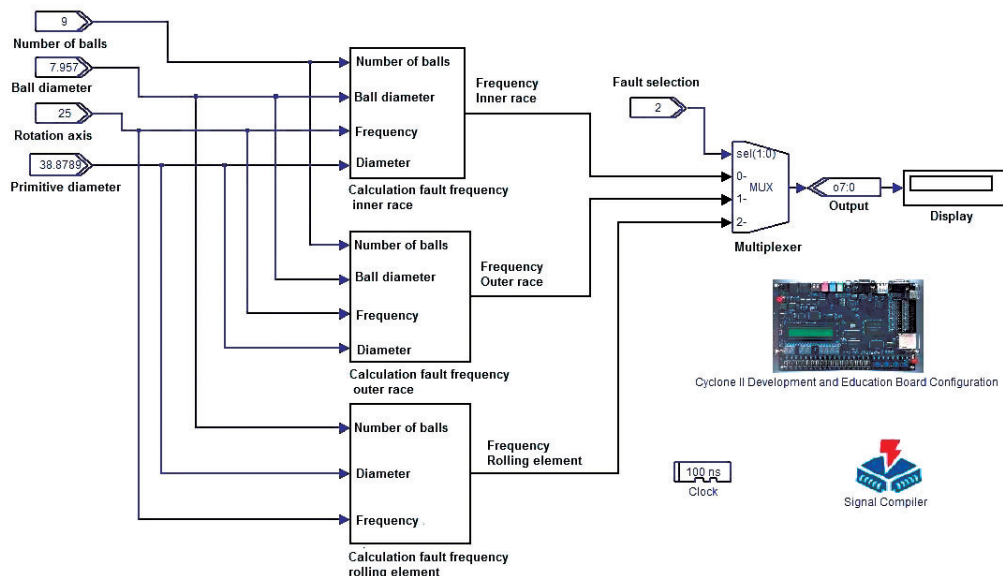 9
Number of balls
7.957
Ball diameter
25
Rotation axis
38.8789
Primitive diameter
Number of balls
Ball diameter
Frequency
Diameter
Calculation fault frequency
inner race
Frequency
Inner race
Number of balls
Ball diameter
Frequency
Diameter
Calculation fault frequency
outer race
Frequency
Outer race
Number of balls
Diameter
Frequency
Calculation fault frequency
rolling element
Frequency
Rolling element
Fault selection
2
sel(1:0)
0-
MUX
1-
2-
Multiplexer
o7:0
Output
Display
Cyclone II Development and Education Board Configuration
100 ns
Clock
Signal Compiler